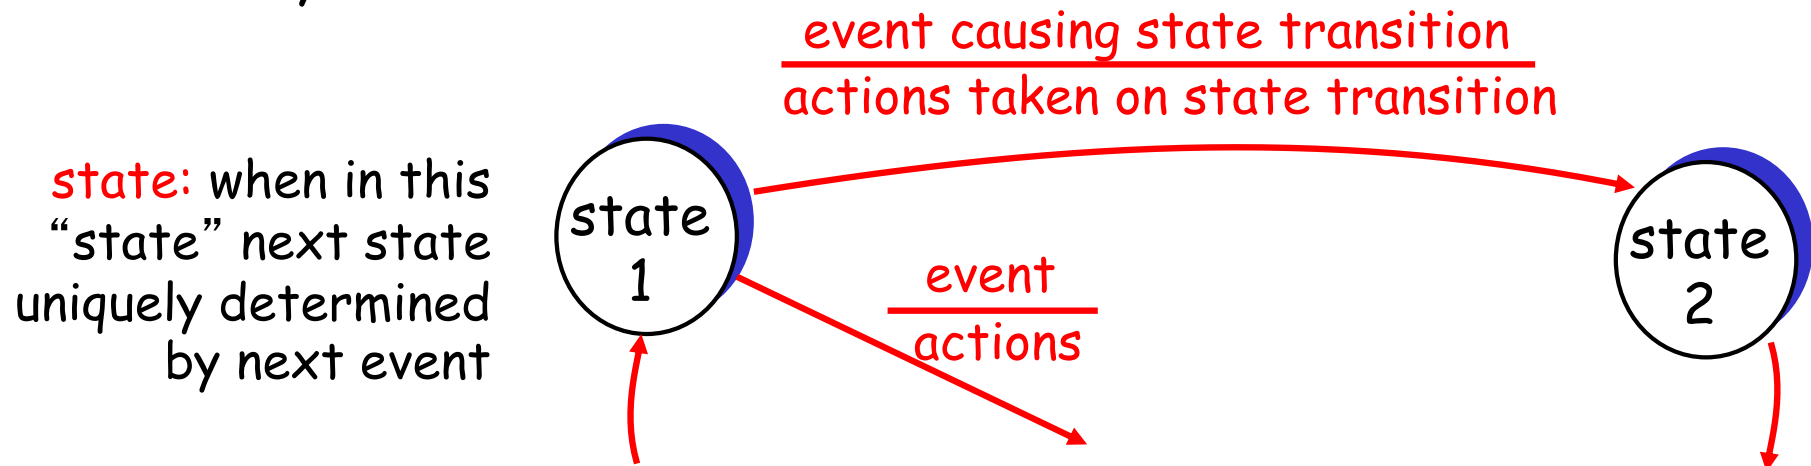 event causing state transition
actions taken on state transition
state: when in this
“state” next state
uniquely determined
by next event
state
1
event
actions
state
2